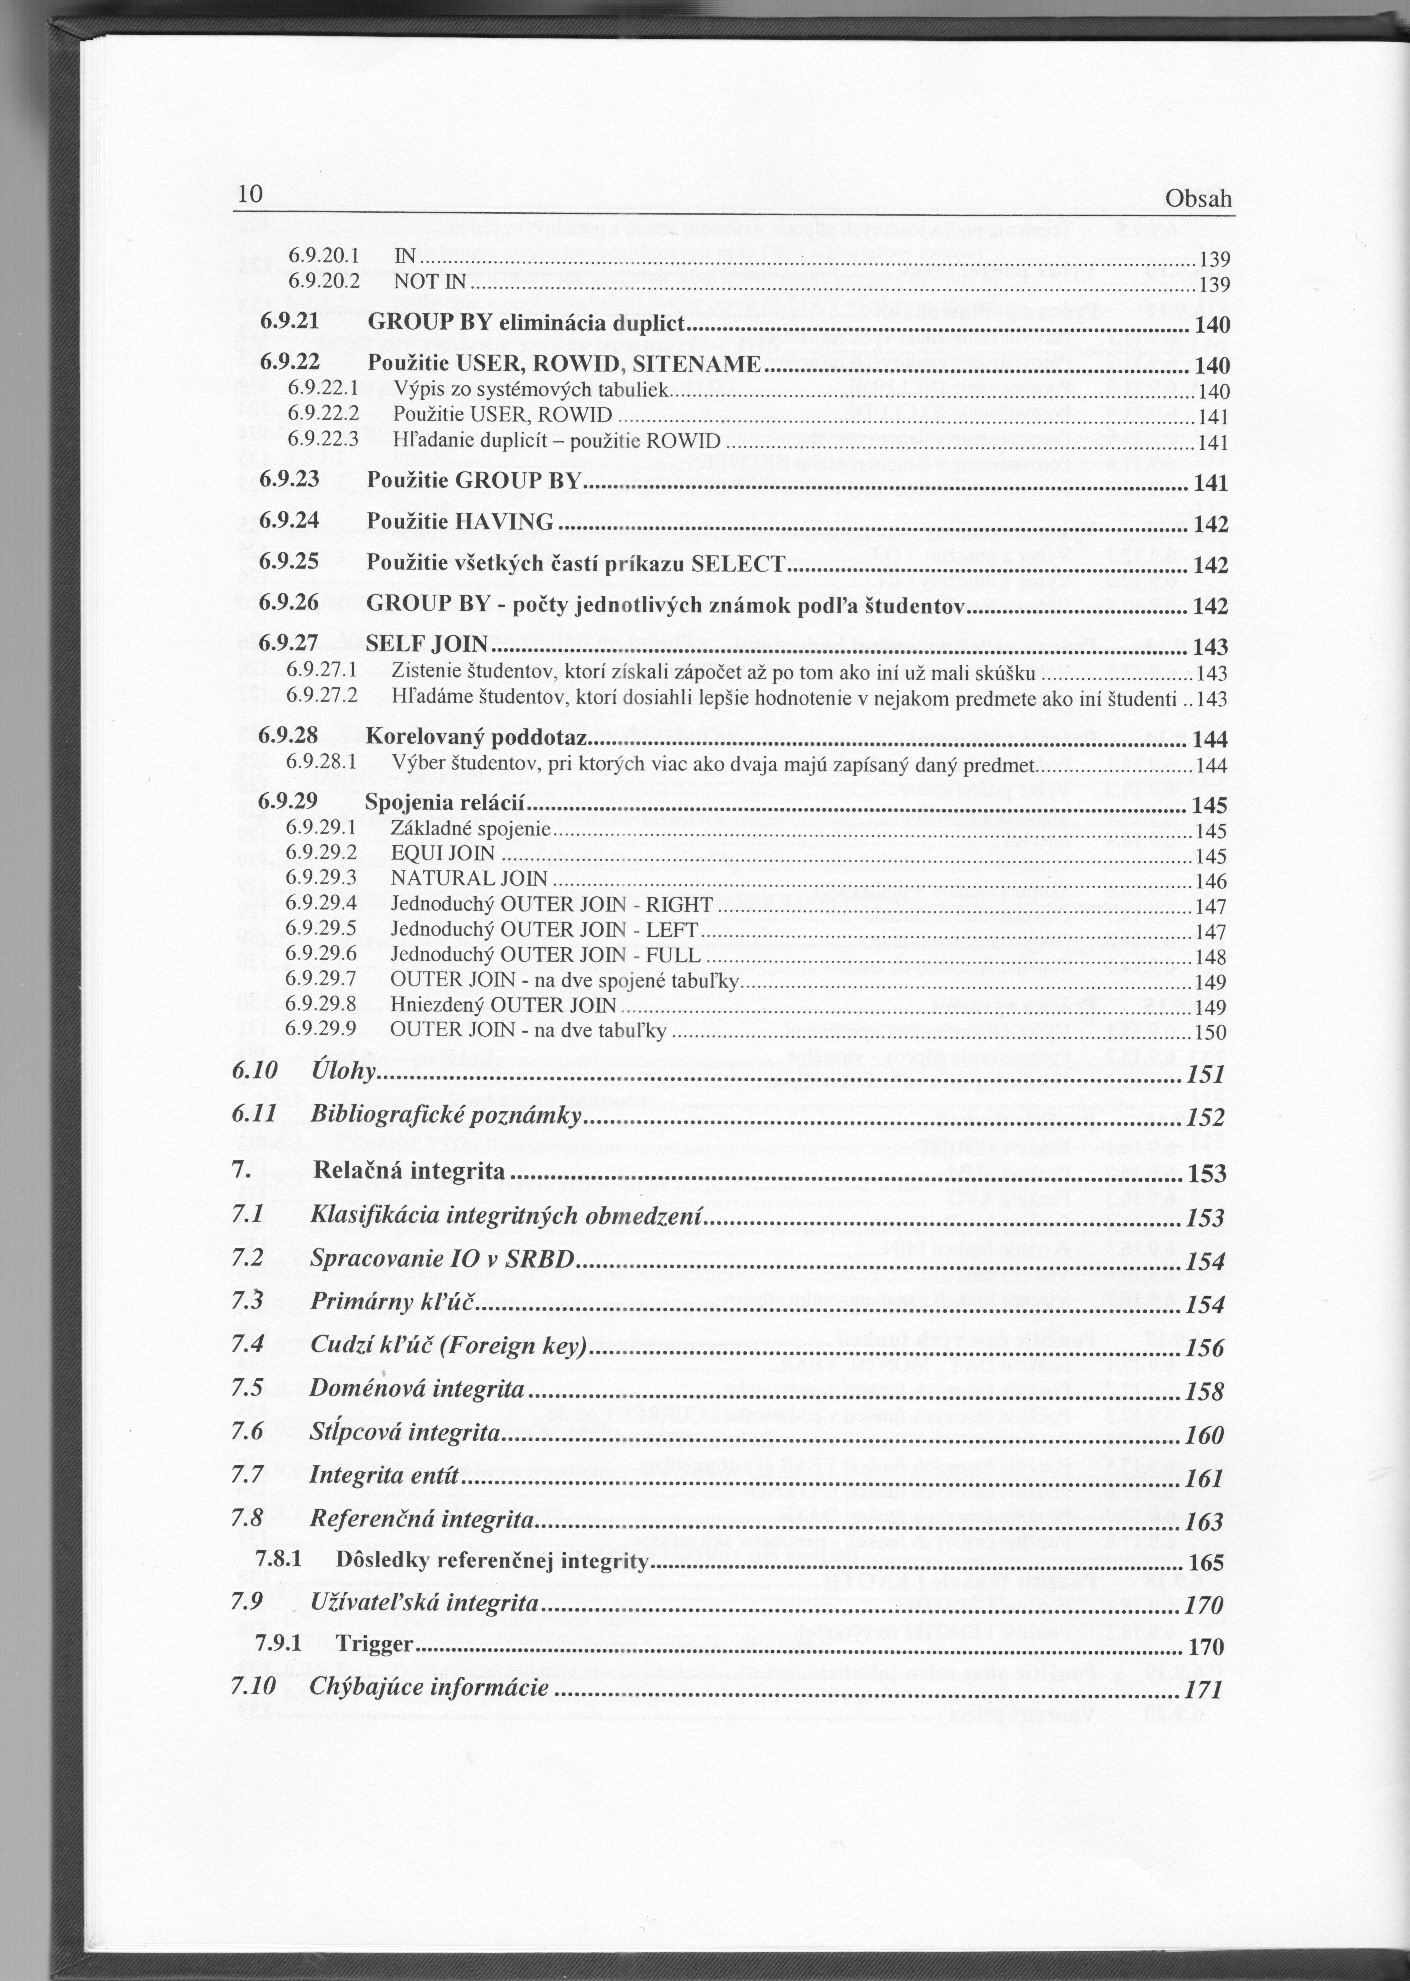 10 Obsah
6.9.20.1 IN 139
6.9.20.2 NOT IN 139
6.9.21 GROUP BY eliminácia duplict 140
6.9.22 Použitie USER, ROWID, SITENAME 140
6.9.22.1 Výpis zo systémových tabuliek 140
6.9.22.2 Použitie USER, ROWID 141
6.9.22.3 Hľadanie duplicít – použitie ROWID 141
6.9.23 Použitie GROUP BY 141
6.9.24 Použitie HAVING 142
6.9.25 Použitie všetkých častí príkazu SELECT 142
6.9.26 GROUP BY - počty jednotlivých známok podľa študentov 142
6.9.27 SELF JOIN 143
6.9.27.1 Zistenie študentov, ktorí získali zápočet až po tom ako iní už mali skúšku 143
6.9.27.2 Hľadáme študentov, ktorí dosiahli lepšie hodnotenie v nejakom predmete ako iní študenti 143
6.9.28 Korelovaný poddotaz 144
6.9.28.1 Výber študentov, pri ktorých viac ako dvaja majú zapísaný daný predmet 144
6.9.29 Spojenia relácií 145
6.9.29.1 Základné spojenie 145
6.9.29.2 EQUI JOIN 145
6.9.29.3 NATURAL JOIN 146
6.9.29.4 Jednoduchý OUTER JOIN - RIGHT 147
6.9.29.5 Jednoduchý OUTER JOIN - LEFT 147
6.9.29.6 Jednoduchý OUTER JOIN - FULL 148
6.9.29.7 OUTER JOIN - na dve spojené tabuľky 149
6.9.29.8 Hniezdený OUTER JOIN 149
6.9.29.9 OUTER JOIN - na dve tabuľky 150
6.10 Úlohy 151
6.11 Bibliografické poznámky 152
7. Relačná integrita 153
7.1 Klasifikácia integritných obmedzení 153
7.2 Spracovanie IO v SRBD 154
7.3 Primárny kľúč 154
7.4 Cudzí kľúč (Foreign key) 156
7.5 Doménová integrita 158
7.6 Stĺpcová integrita 160
7.7 Integrita entít 161
7.8 Referenčná integrita 163
7.8.1 Dôsledky referenčnej integrity 165
7.9 Užívateľská integrita 170
7.9.1 Trigger 170
7.10 Chýbajúce informácie 171